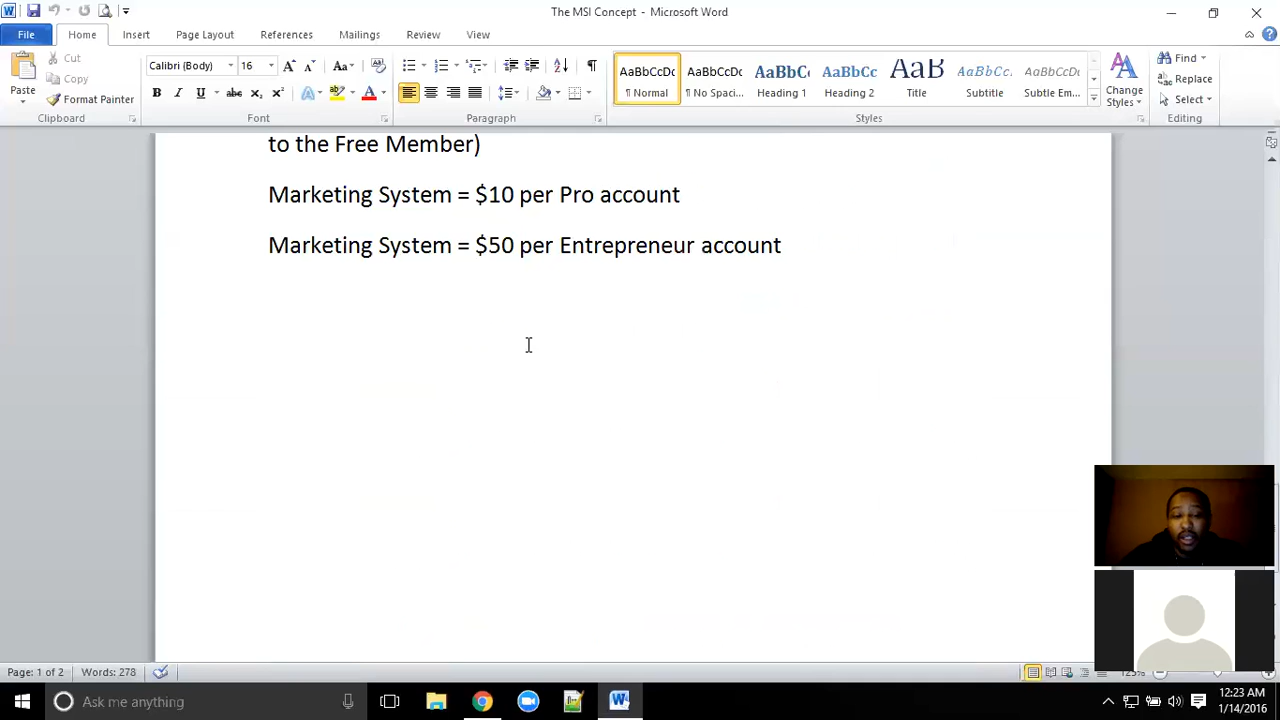 The MSI Concept - Microsoft Word
File Home Insert Page Layout References Mailings Review View
Paste
Cut
Copy
Format Painter
Clipboard
Calibri (Body) 16
Font
Paragraph
AaBbCcDc AaBbCcDc AaBbCc AaBbCc AaB AaBbCc. AaBbCcDc
¶ Normal ¶ No Spaci... Heading 1 Heading 2 Title Subtitle Subtle Em...
Change Styles
Styles
Find
Replace
Select
Editing
to the Free Member)
Marketing System = $10 per Pro account
Marketing System = $50 per Entrepreneur account
Page: 1 of 2 Words: 278
Ask me anything
12:23 AM
1/14/2016